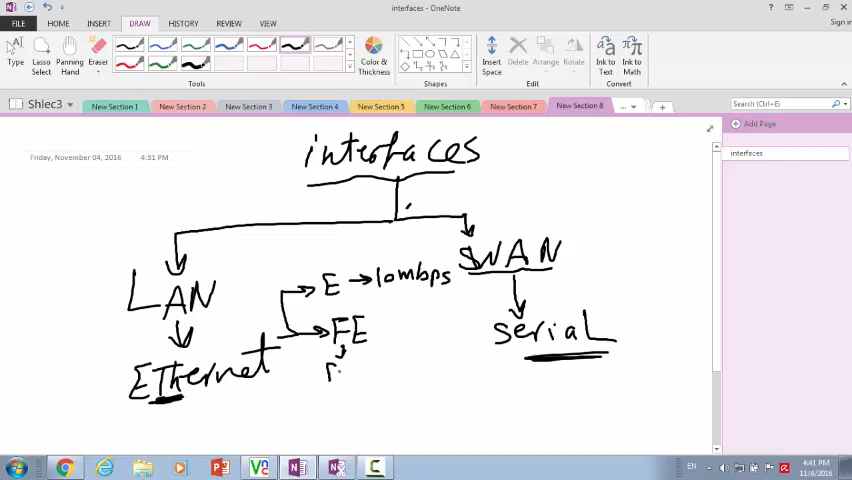 interfaces - OneNote
FILE HOME INSERT DRAW HISTORY REVIEW VIEW
Sign in
Type
Lasso Select
Panning Hand
Eraser
Color & Thickness
Insert Space
Delete
Arrange
Rotate
Ink to Text
Ink to Math
Tools
Shapes
Edit
Convert
Shlec3 New Section 1 New Section 2 New Section 3 New Section 4 New Section 5 New Section 6 New Section 7 New Section 8 ...
Search (Ctrl+E)
Add Page
interfaces
Friday, November 04, 2016 4:31 PM
interfaces
LAN
SWAN
E → 10mbps
FE
serial
Ethernet
EN
4:41 PM
11/4/2016